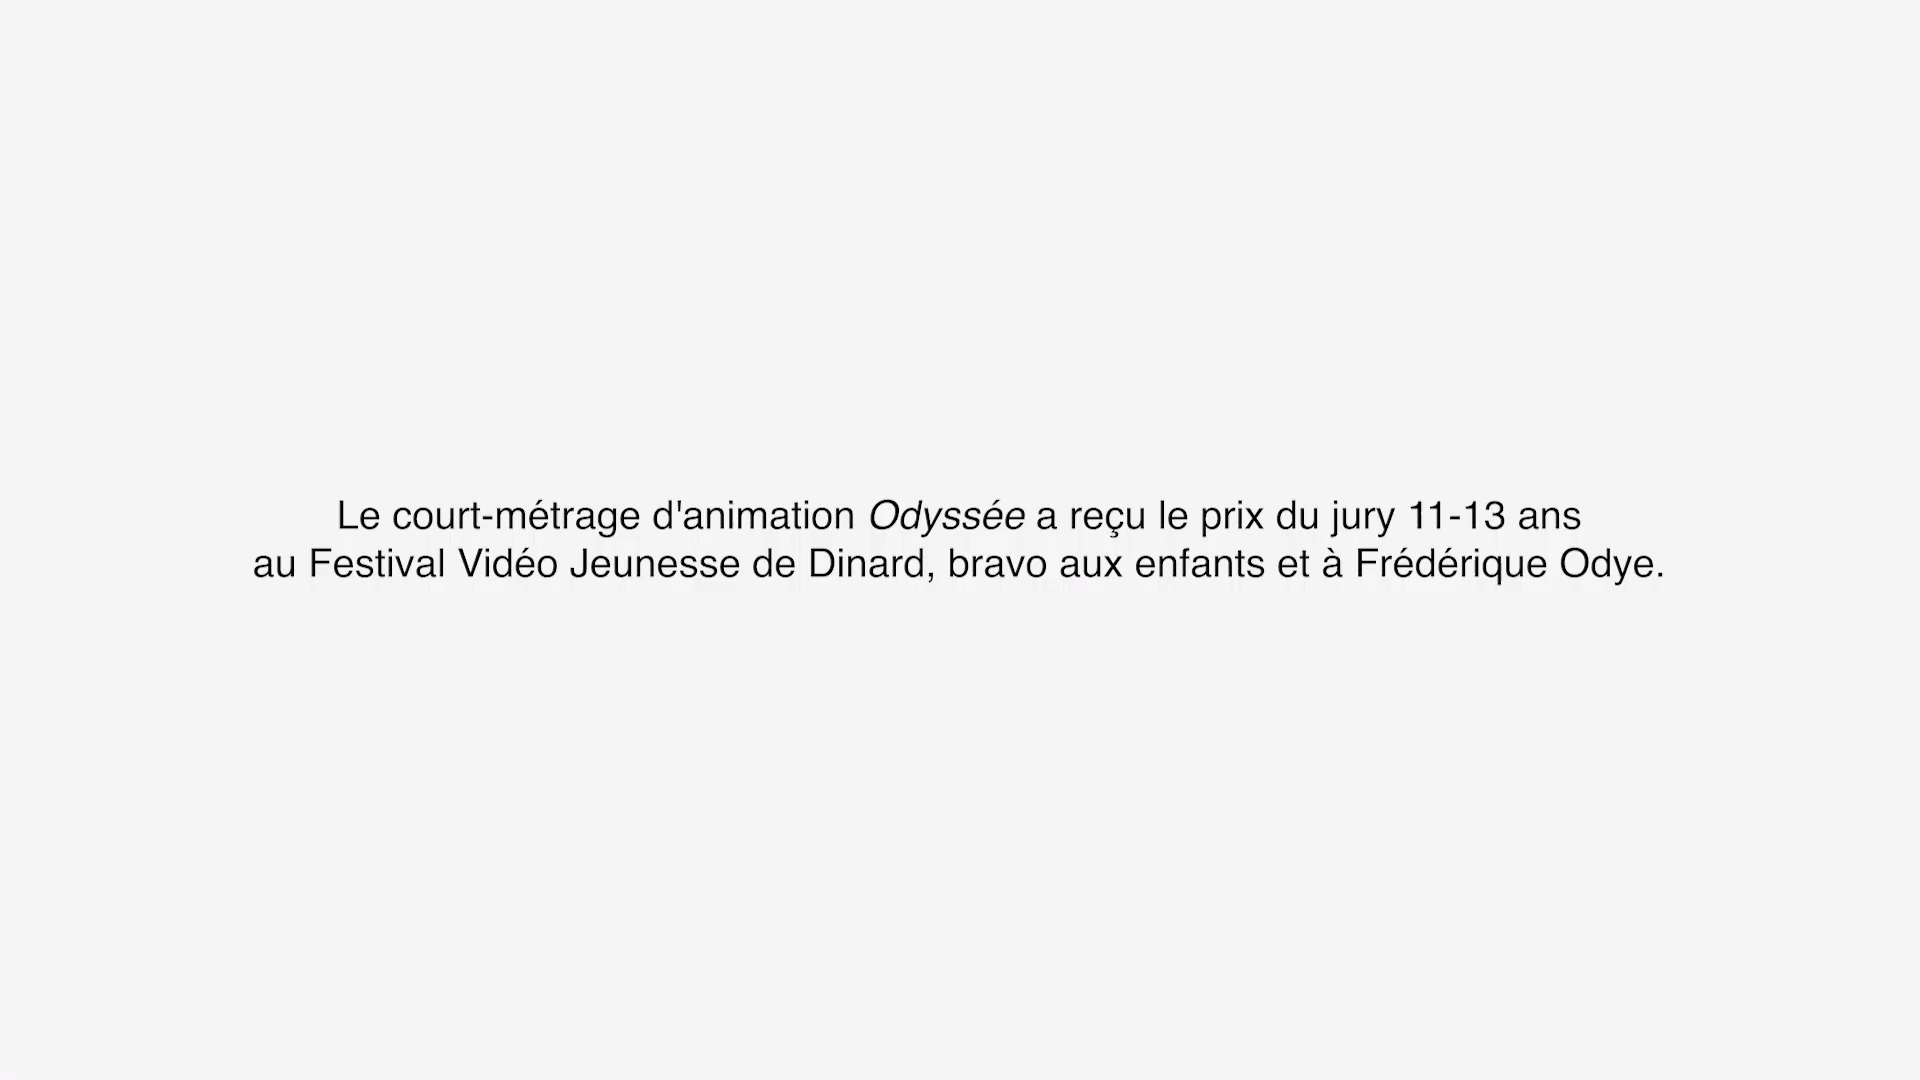 Le court-métrage d'animation Odyssée a reçu le prix du jury 11-13 ans
au Festival Vidéo Jeunesse de Dinard, bravo aux enfants et à Frédérique Odye.